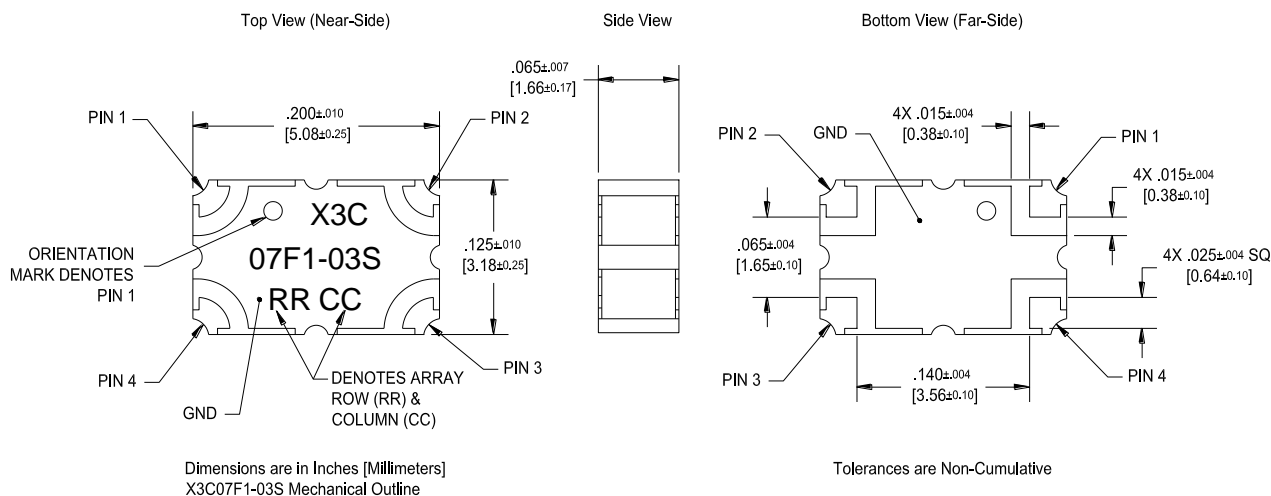 Top View (Near-Side)
Side View
Bottom View (Far-Side)
.065±.007
[1.66±0.17]
PIN 1
.200±.010
[5.08±0.25]
PIN 2
PIN 2
GND
4X .015±.004
[0.38±0.10]
PIN 1
4X .015±.004
[0.38±0.10]
X3C
07F1-03S
RR CC
ORIENTATION
MARK DENOTES
PIN 1
.125±.010
[3.18±0.25]
.065±.004
[1.65±0.10]
4X .025±.004 SQ
[0.64±0.10]
PIN 4
GND
DENOTES ARRAY
ROW (RR) &
COLUMN (CC)
PIN 3
PIN 3
.140±.004
[3.56±0.10]
PIN 4
Dimensions are in Inches [Millimeters]
X3C07F1-03S Mechanical Outline
Tolerances are Non-Cumulative